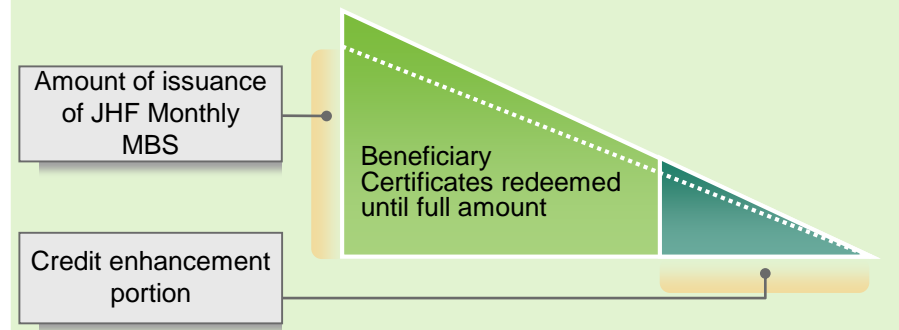 Amount of issuance
of JHF Monthly
MBS
Beneficiary
Certificates redeemed
until full amount
Credit enhancement
portion